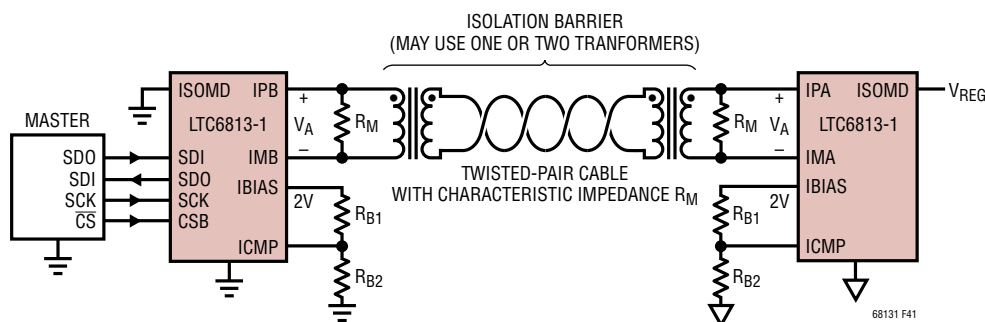 ISOLATION BARRIER
(MAY USE ONE OR TWO TRANFORMERS)
MASTER
SDO
SDI
SCK
CS
ISOMD
LTC6813-1
SDI
SDO
SCK
CSB
IPB
IMB
IBIAS
ICMP
+
VA
–
2V
RM
RB1
RB2
TWISTED-PAIR CABLE
WITH CHARACTERISTIC IMPEDANCE RM
RM
+
VA
–
2V
RB1
RB2
IPA
ISOMD
LTC6813-1
IMA
IBIAS
ICMP
VREG
68131 F41